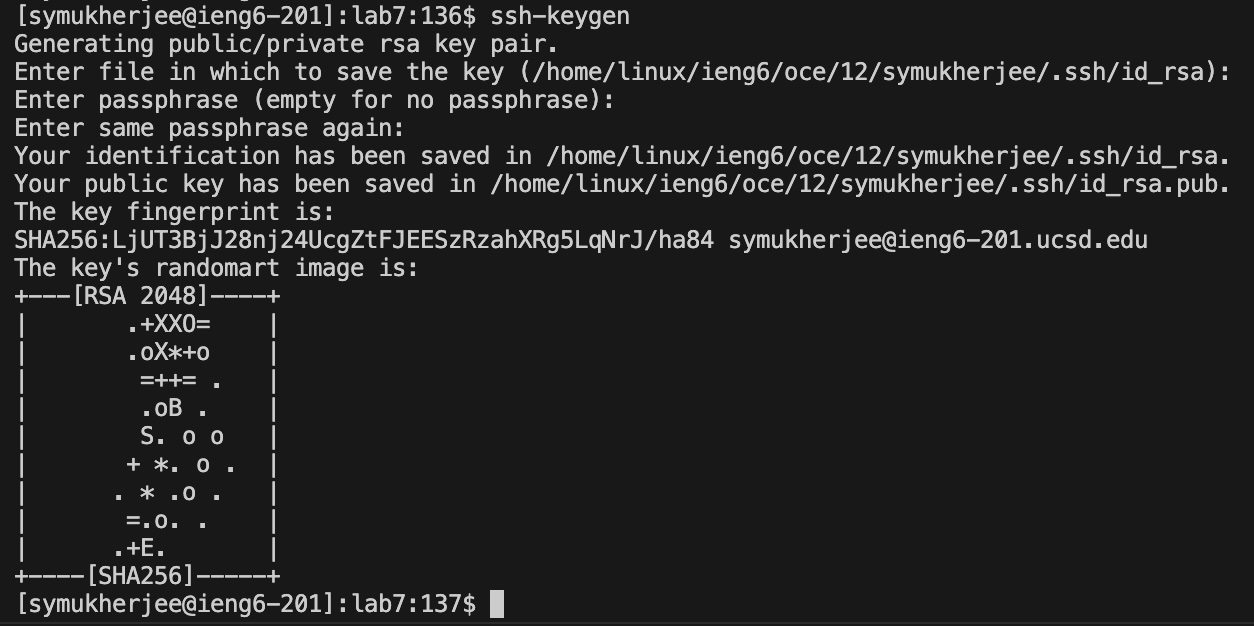 [symukherjee@ieng6-201]:lab7:136$ ssh-keygen
Generating public/private rsa key pair.
Enter file in which to save the key (/home/linux/ieng6/oce/12/symukherjee/.ssh/id_rsa):
Enter passphrase (empty for no passphrase):
Enter same passphrase again:
Your identification has been saved in /home/linux/ieng6/oce/12/symukherjee/.ssh/id_rsa.
Your public key has been saved in /home/linux/ieng6/oce/12/symukherjee/.ssh/id_rsa.pub.
The key fingerprint is:
SHA256:LjUT3BjJ28nj24UcgZtFJEESzRzahXRg5LqNrJ/ha84 symukherjee@ieng6-201.ucsd.edu
The key's randomart image is:
+---[RSA 2048]----+
|       .+XXO=    |
|       .oX*+o    |
|        =++= .   |
|        .oB .    |
|        S. o o   |
|       + *. o .  |
|      . * .o .   |
|       =.o. .    |
|      .+E.       |
+----[SHA256]-----+
[symukherjee@ieng6-201]:lab7:137$